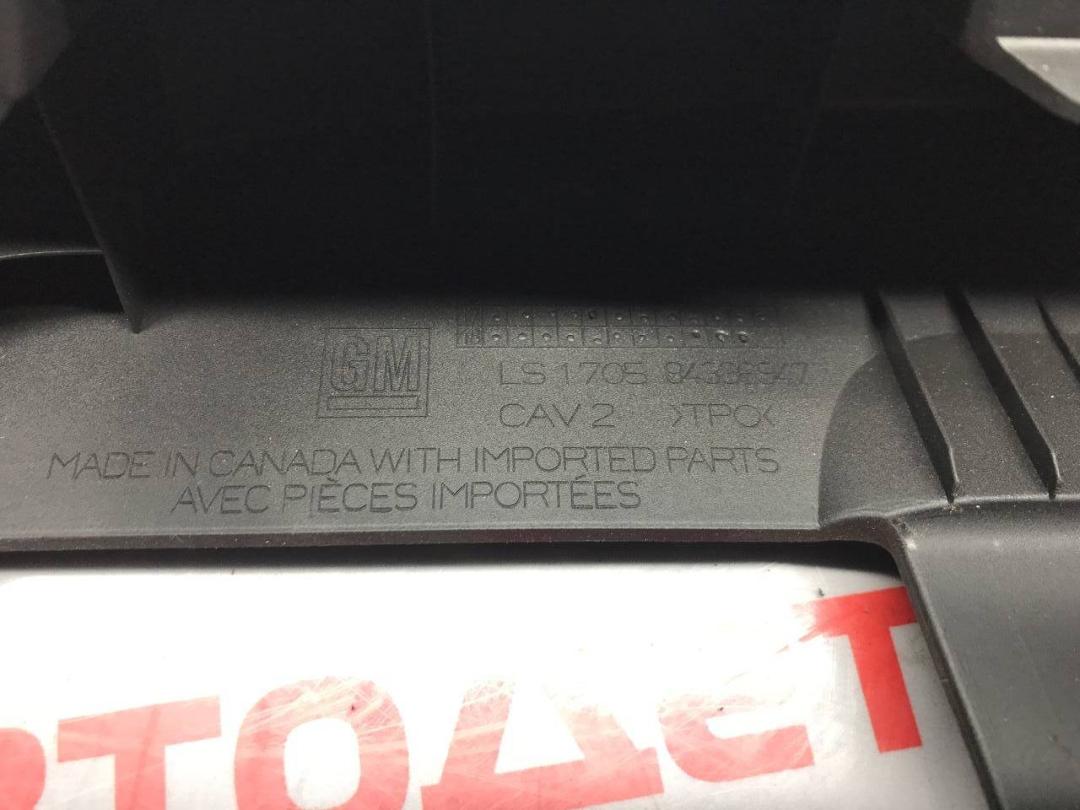 GM
LS 1705
CAV 2 >TPO<
MADE IN CANADA WITH IMPORTED PARTS
AVEC PIÈCES IMPORTÉES